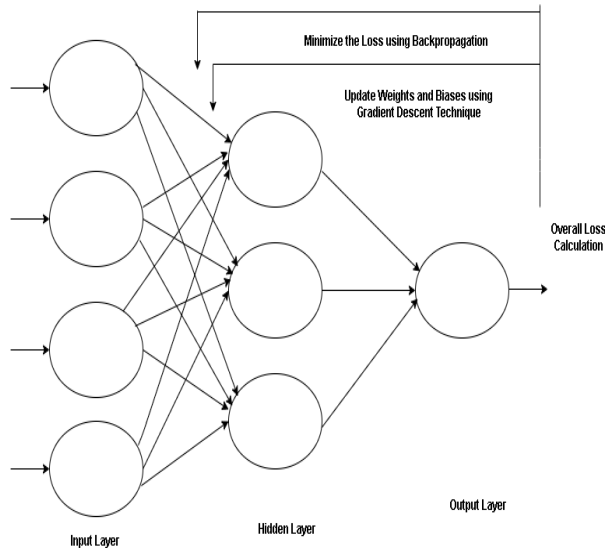 Minimize the Loss using Backpropagation
Update Weights and Biases using
Gradient Descent Technique
Overall Loss
Calculation
Output Layer
Hidden Layer
Input Layer